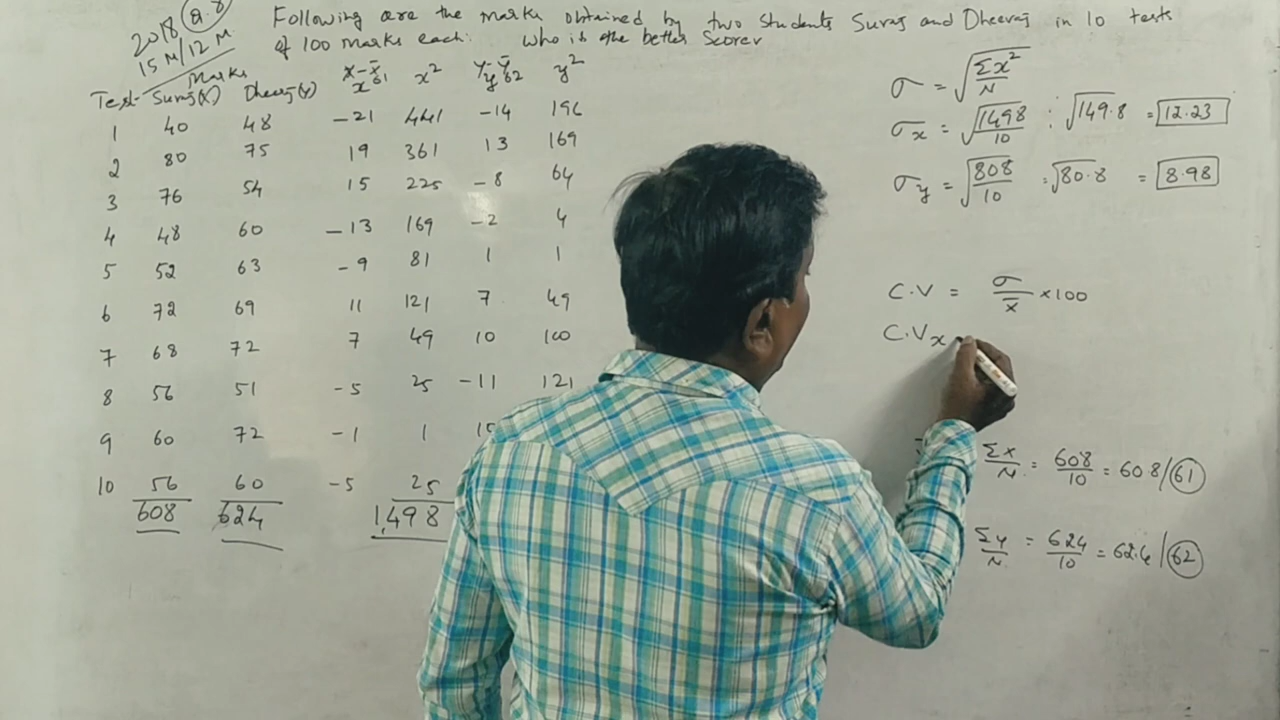 2018 Q.8
15 M/12 M
Following are the marks obtained by two students Suraj and Dheeraj in 10 tests
of 100 marks each. Who is the better Scorer
Marks
Test Suraj(X) Dheeraj(Y) X-X̄ x 61 x² Y-Ȳ y 62 y²
1 40 48 -21 441 -14 196
2 80 75 19 361 13 169
3 76 54 15 225 -8 64
4 48 60 -13 169 -2 4
5 52 63 -9 81 1 1
6 72 69 11 121 7 49
7 68 72 7 49 10 100
8 56 51 -5 25 -11 121
9 60 72 -1 1
10 56 60 -5 25
608 624 1,498
σ = √Σx²/N
σx = √1498/10 : √149.8 = 12.23
σy = √808/10 = √80.8 = 8.98
C.V = σ/x̄ ×100
C.Vx
Σx/N = 608/10 = 60.8/61
Σy/N = 624/10 = 62.4/62